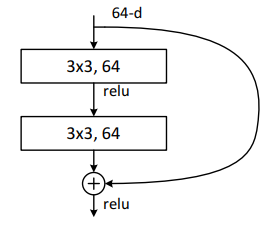 64-d
3x3, 64
relu
3x3, 64
relu